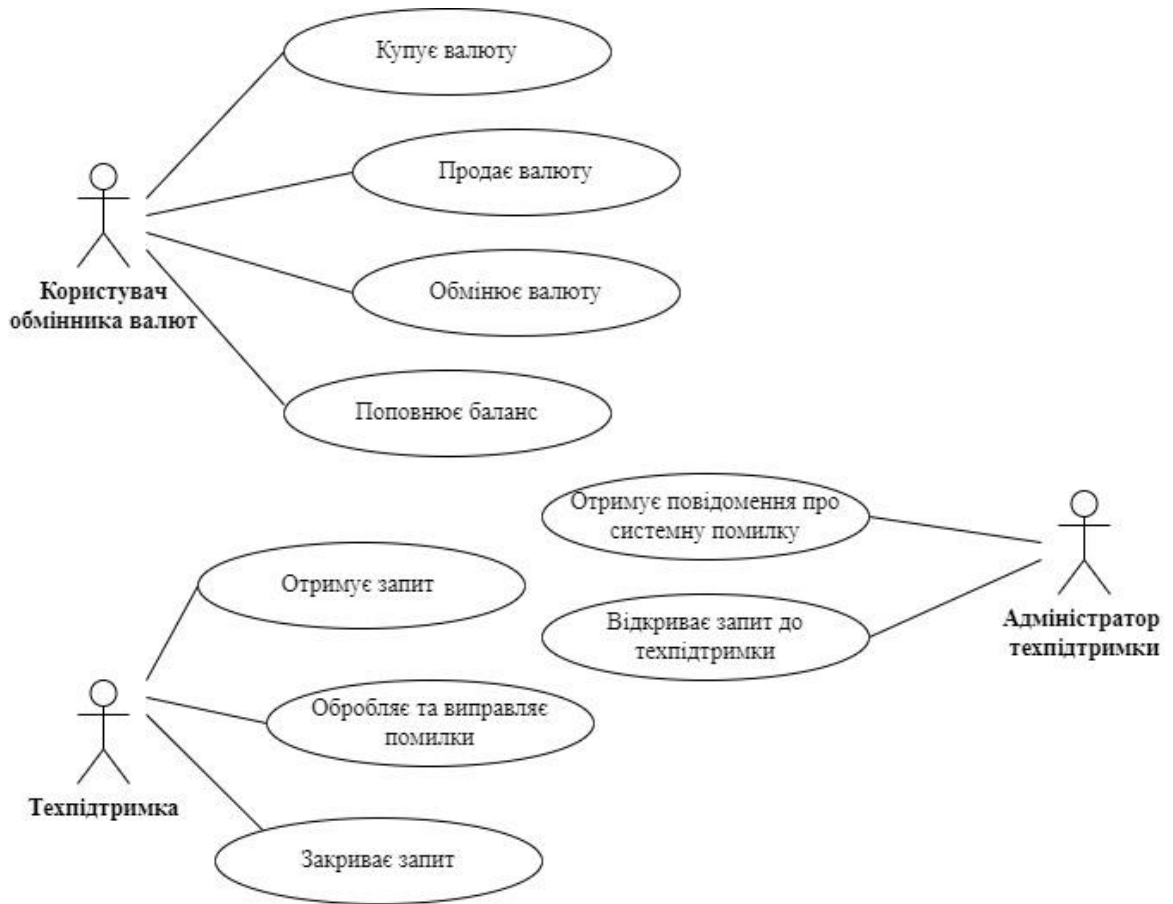 Купує валюту
Продає валюту
Обмінює валюту
Користувач
обмінника валют
Поповнює баланс
Отримує повідомення про
системну помилку
Отримує запит
Відкриває запит до
техпідтримки
Адміністратор
техпідтримки
Обробляє та виправляє
помилки
Техпідтримка
Закриває запит